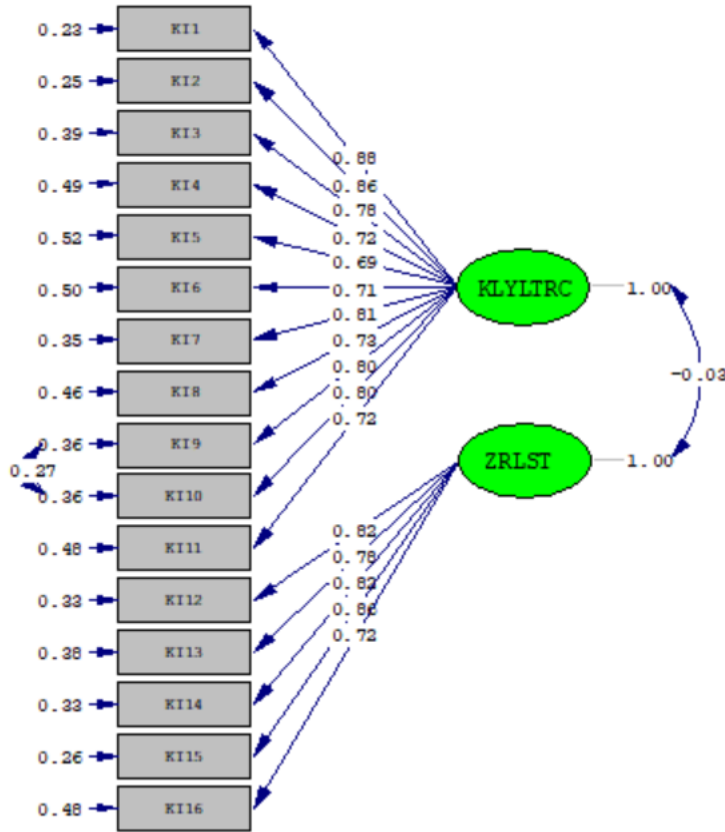 0.23 KI1
0.25 KI2
0.39 KI3
0.49 KI4
0.52 KI5
0.50 KI6
0.35 KI7
0.46 KI8
0.36 KI9
0.27
0.36 KI10
0.48 KI11
0.33 KI12
0.38 KI13
0.33 KI14
0.26 KI15
0.48 KI16
0.88
0.86
0.78
0.72
0.69
0.71
0.81
0.73
0.80
0.80
0.72
0.82
0.78
0.82
0.86
0.72
KLYLTRC 1.00
-0.03
ZRLST 1.00